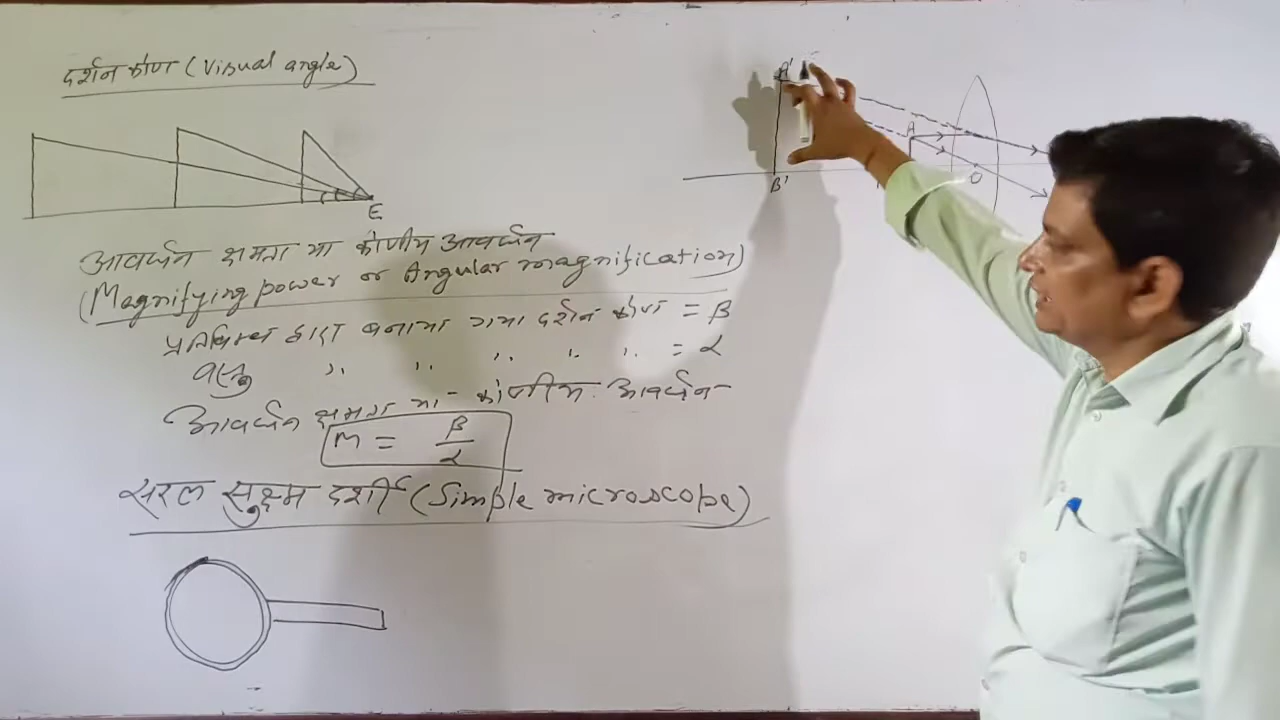 दर्शन कोण (Visual angle)
E
आवर्धन क्षमता या कोणीय आवर्धन
(Magnifying power or Angular magnification)
प्रतिबिम्ब द्वारा बनाया गया दर्शन कोण = β
वस्तु ,, ,, ,, ,, ,, = α
आवर्धन क्षमता या कोणीय आवर्धन
M = β/α
सरल सुक्ष्म दर्शी (Simple microscope)
A'
B'
A
O